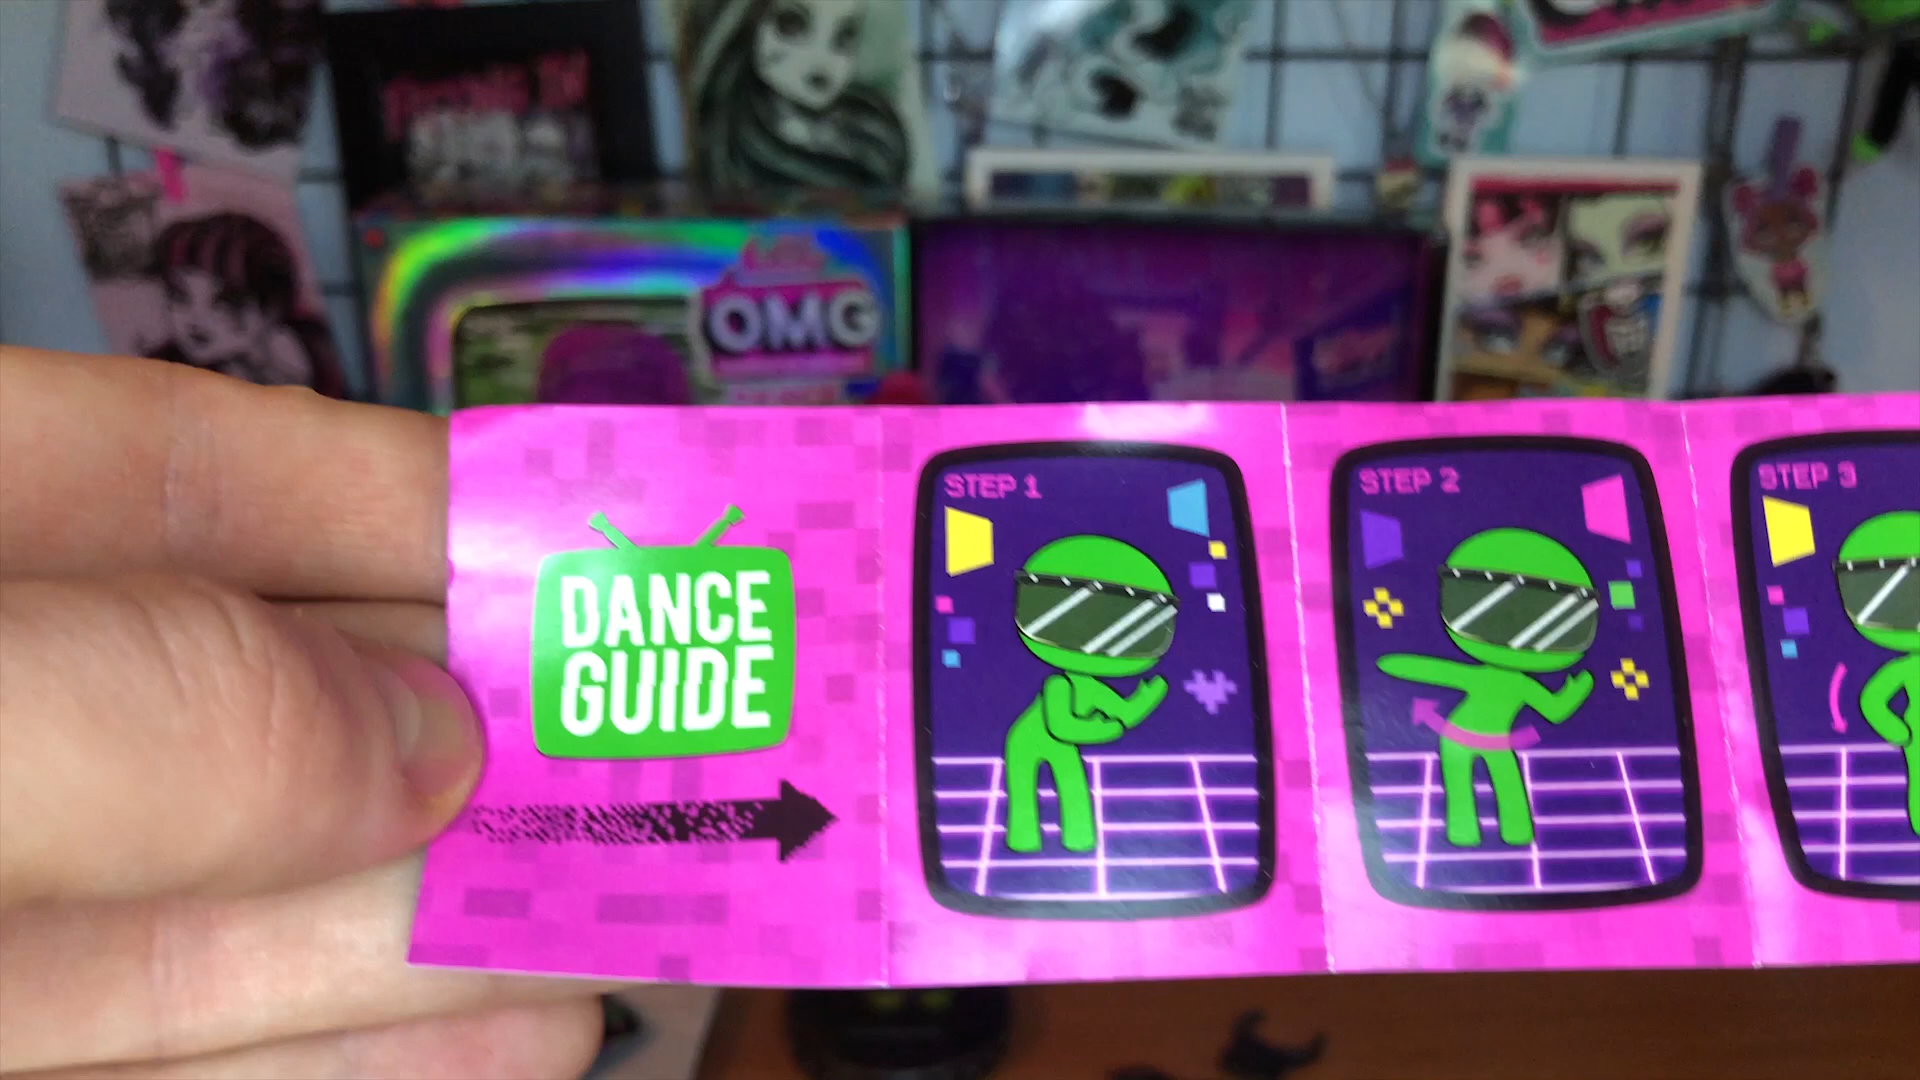 OMG
DANCE
GUIDE
STEP 1
STEP 2
STEP 3